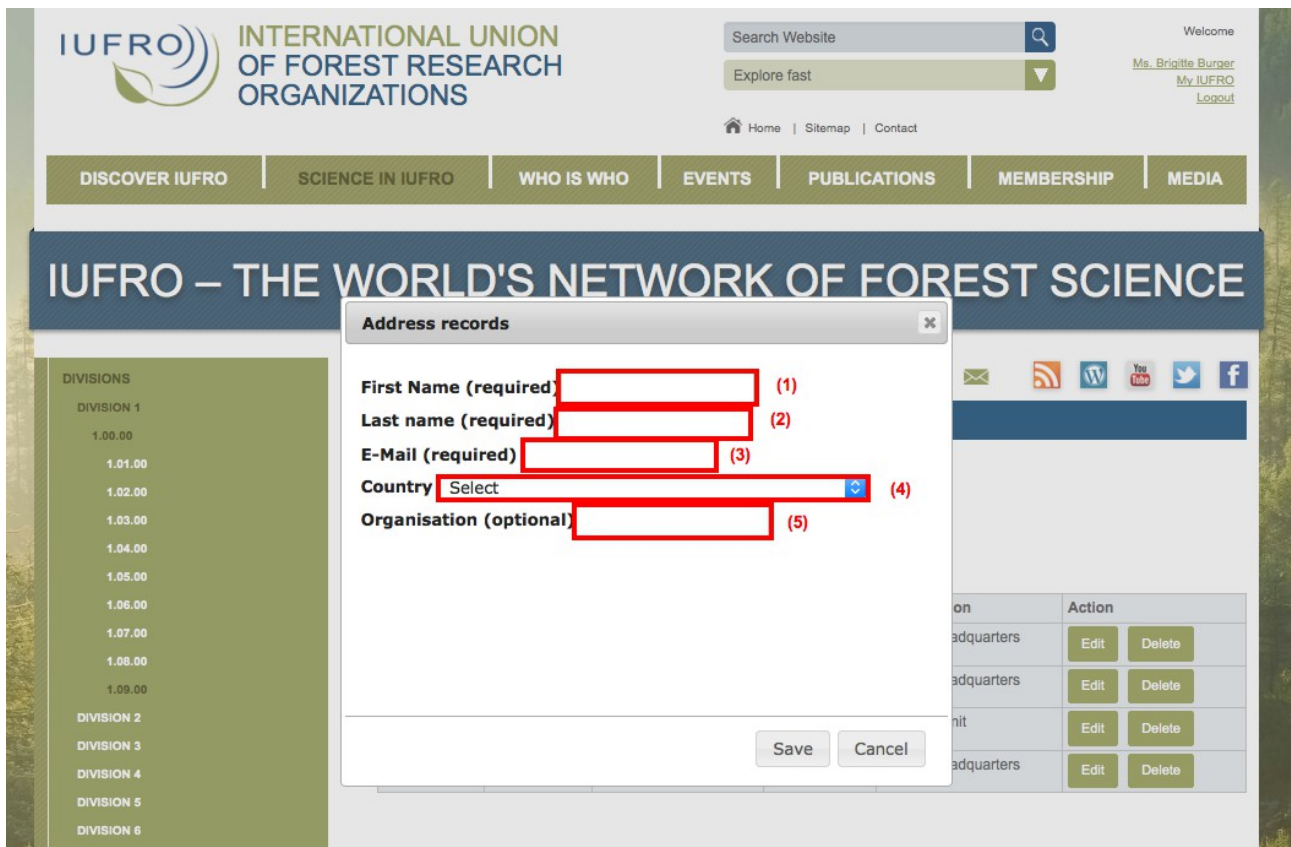 IUFRO
INTERNATIONAL UNION
OF FOREST RESEARCH
ORGANIZATIONS
Search Website
Explore fast
Home | Sitemap | Contact
Welcome
Ms. Brigitte Burger
My IUFRO
Logout
DISCOVER IUFRO SCIENCE IN IUFRO WHO IS WHO EVENTS PUBLICATIONS MEMBERSHIP MEDIA
IUFRO – THE WORLD'S NETWORK OF FOREST SCIENCE
DIVISIONS
DIVISION 1
1.00.00
1.01.00
1.02.00
1.03.00
1.04.00
1.05.00
1.06.00
1.07.00
1.08.00
1.09.00
DIVISION 2
DIVISION 3
DIVISION 4
DIVISION 5
DIVISION 6
Address records
First Name (required) (1)
Last name (required) (2)
E-Mail (required) (3)
Country Select (4)
Organisation (optional) (5)
Save Cancel
You Tube
on Action
adquarters Edit Delete
adquarters Edit Delete
nit Edit Delete
adquarters Edit Delete